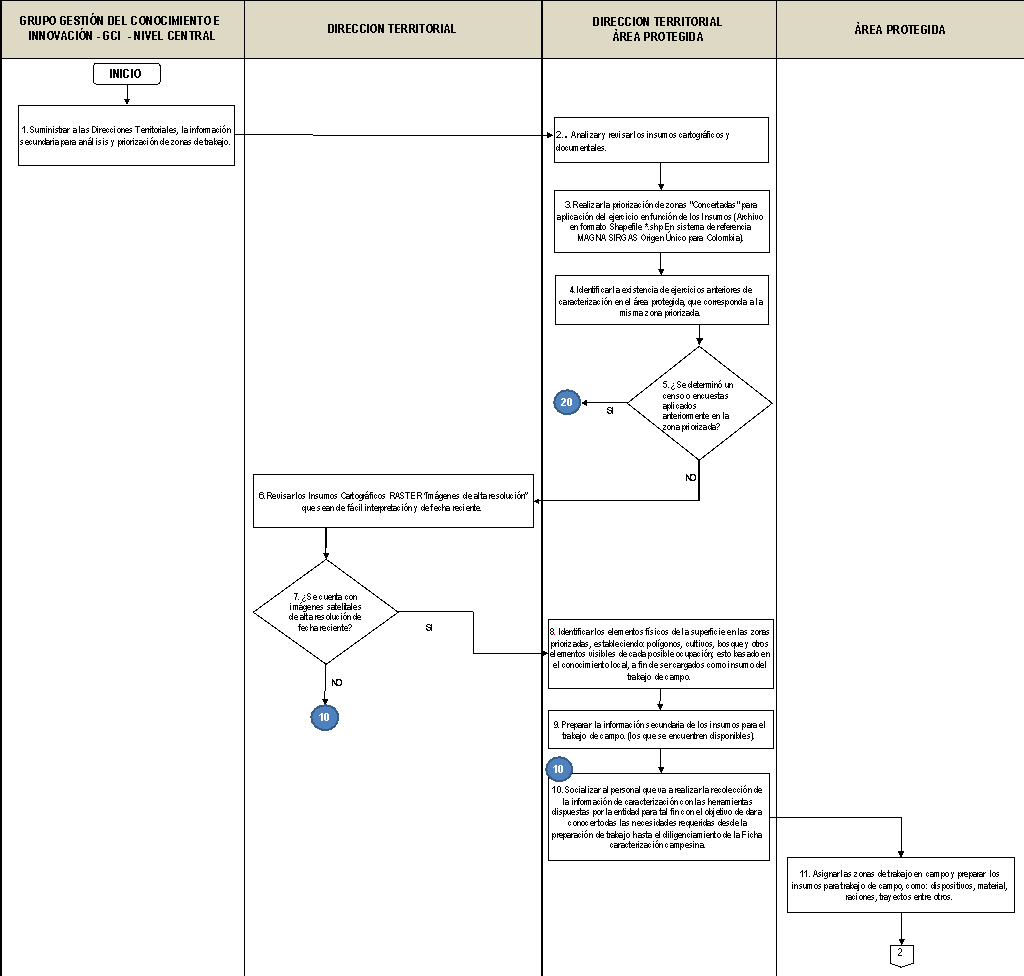 GRUPO GESTIÓN DEL CONOCIMIENTO E
INNOVACIÓN - GCI - NIVEL CENTRAL
DIRECCION TERRITORIAL
DIRECCION TERRITORIAL
ÀREA PROTEGIDA
ÀREA PROTEGIDA
INICIO
1. Suministrar a las Direcciones Territoriales, la información
secundaria para análisis y priorización de zonas de trabajo.
2.. Analizar y revisar los insumos cartográficos y
documentales.
3. Realizar la priorización de zonas "Concertadas" para
aplicación del ejercicio en función de los Insumos (Archivo
en formato Shapefile *.shp En sistema de referencia
MAGNA SIRGAS Origen Único para Colombia).
4. Identificar la existencia de ejercicios anteriores de
caracterización en el área protegida, que corresponda a la
misma zona priorizada.
5. ¿Se determinó un
censo o encuestas
aplicados
anteriormente en la
zona priorizada?
20
SI
NO
6. Revisar los Insumos Cartográficos RASTER "Imágenes de alta resolución"
que sean de fácil interpretación y de fecha reciente.
7. ¿Se cuenta con
imágenes satelitales
de alta resolución de
fecha reciente?
SI
NO
10
8. Identificar los elementos físicos de la superficie en las zonas
priorizadas, estableciendo: polígonos, cultivos, bosque y otros
elementos visibles de cada posible ocupación; esto basado en
el conocimiento local, a fin de ser cargados como insumo del
trabajo de campo.
9. Preparar la información secundaria de los insumos para el
trabajo de campo. (los que se encuentren disponibles).
10
10. Socializar al personal que va a realizar la recolección de
la información de caracterización con las herramientas
dispuestas por la entidad para tal fin con el objetivo de dar a
conocer todas las necesidades requeridas desde la
preparación de trabajo hasta el diligenciamiento de la Ficha
caracterización campesina.
11. Asignar las zonas de trabajo en campo y preparar los
insumos para trabajo de campo, como: dispositivos, material,
raciones, trayectos entre otros.
2